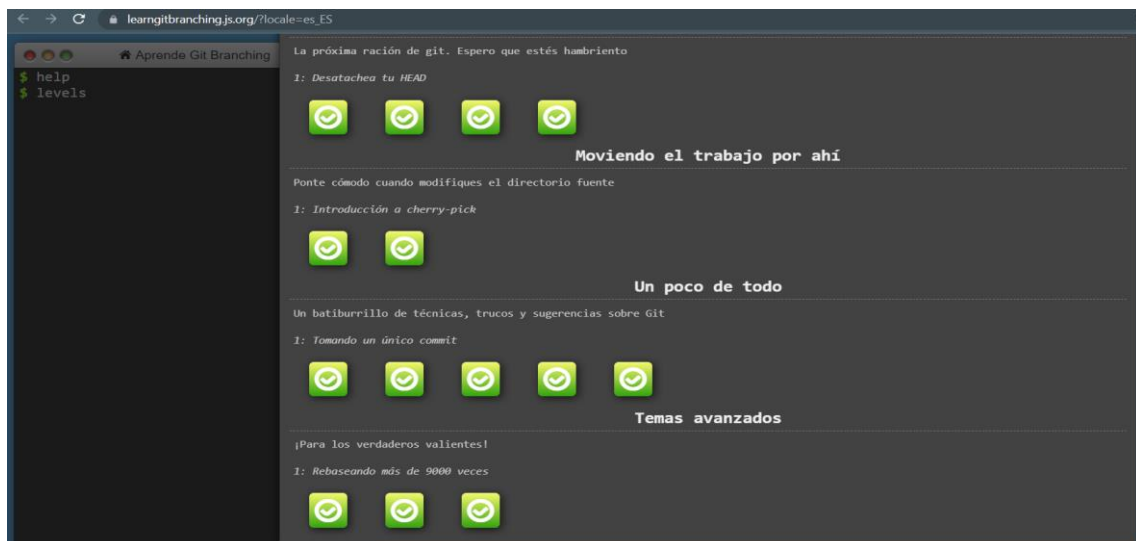 learngitbranching.js.org/?locale=es_ES
Aprende Git Branching
$ help
$ levels
La próxima ración de git. Espero que estés hambriento
1: Desatachea tu HEAD
Moviendo el trabajo por ahí
Ponte cómodo cuando modifiques el directorio fuente
1: Introducción a cherry-pick
Un poco de todo
Un batiburrillo de técnicas, trucos y sugerencias sobre Git
1: Tomando un único commit
Temas avanzados
¡Para los verdaderos valientes!
1: Rebaseando más de 9000 veces